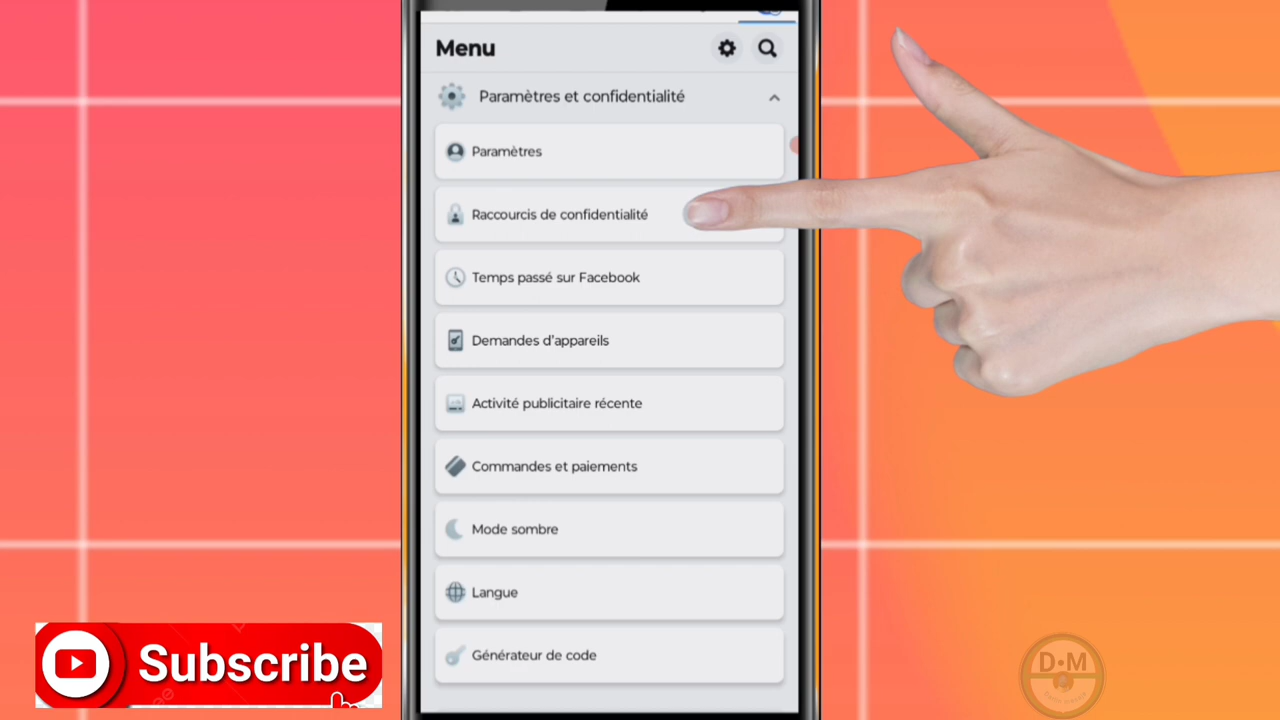 Menu
Paramètres et confidentialité
Paramètres
Raccourcis de confidentialité
Temps passé sur Facebook
Demandes d'appareils
Activité publicitaire récente
Commandes et paiements
Mode sombre
Langue
Générateur de code
Subscribe
D·M